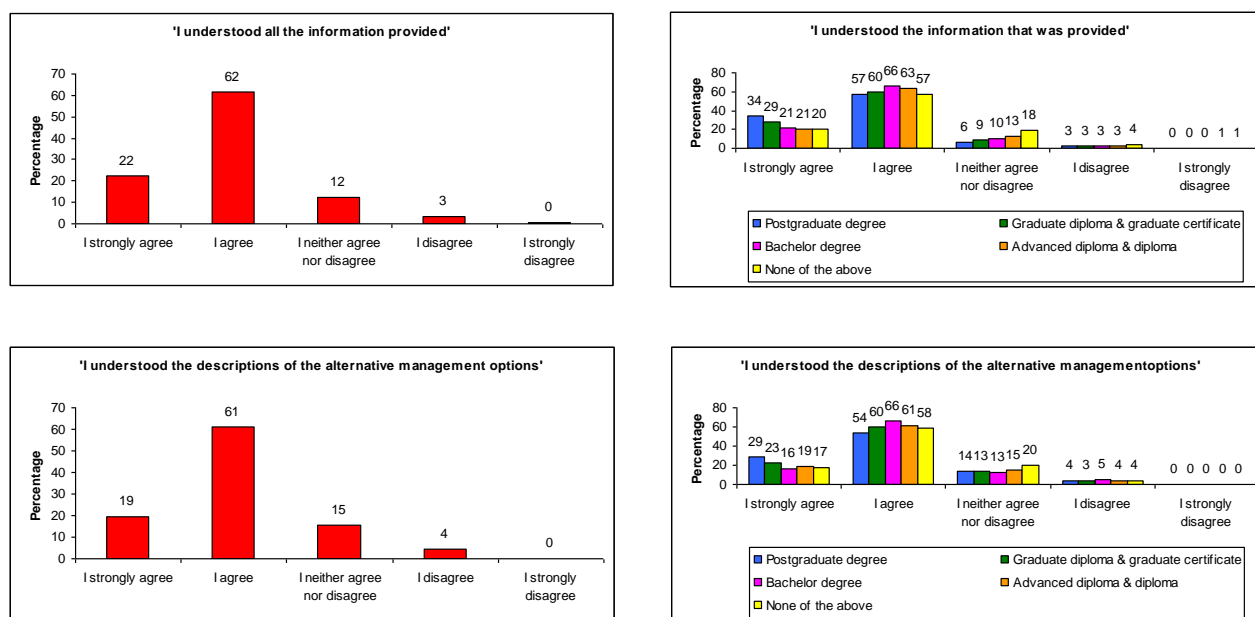 'I understood all the information provided'
70
60
50
40
30
20
10
0
Percentage
22
62
12
3
0
I strongly agree
I agree
I neither agree
nor disagree
I disagree
I strongly
disagree
'I understood the information that was provided'
80
60
40
20
0
Percentage
34 29 21 21 20
57 60 66 63 57
6 9 10 13 18
3 3 3 3 4
0 0 0 1 1
I strongly agree
I agree
I neither agree
nor disagree
I disagree
I strongly
disagree
Postgraduate degree
Graduate diploma & graduate certificate
Bachelor degree
Advanced diploma & diploma
None of the above
'I understood the descriptions of the alternative management options'
70
60
50
40
30
20
10
0
Percentage
19
61
15
4
0
I strongly agree
I agree
I neither agree
nor disagree
I disagree
I strongly
disagree
'I understood the descriptions of the alternative managementoptions'
80
60
40
20
0
Percentage
29 23 16 19 17
54 60 66 61 58
14 13 13 15 20
4 3 5 4 4
0 0 0 0 0
I strongly agree
I agree
I neither agree
nor disagree
I disagree
I strongly
disagree
Postgraduate degree
Graduate diploma & graduate certificate
Bachelor degree
Advanced diploma & diploma
None of the above